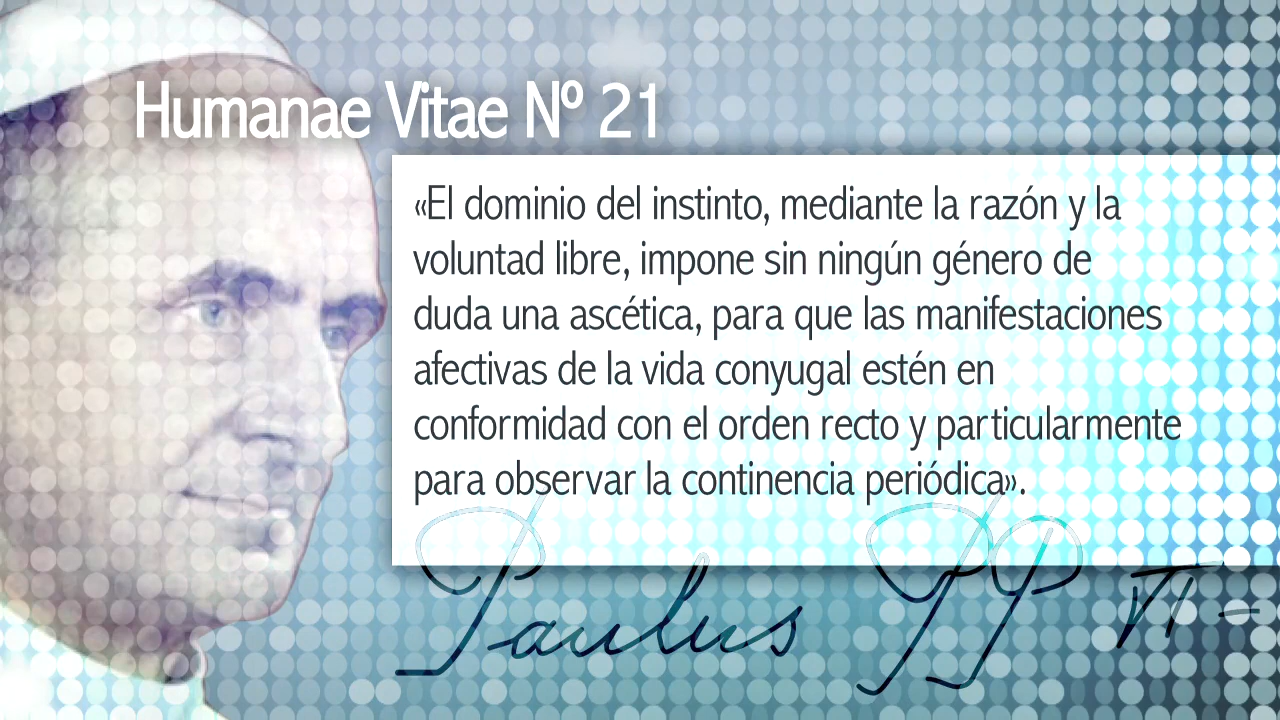 Humanae Vitae Nº 21
«El dominio del instinto, mediante la razón y la
voluntad libre, impone sin ningún género de
duda una ascética, para que las manifestaciones
afectivas de la vida conyugal estén en
conformidad con el orden recto y particularmente
para observar la continencia periódica».
Paulus PP VI-